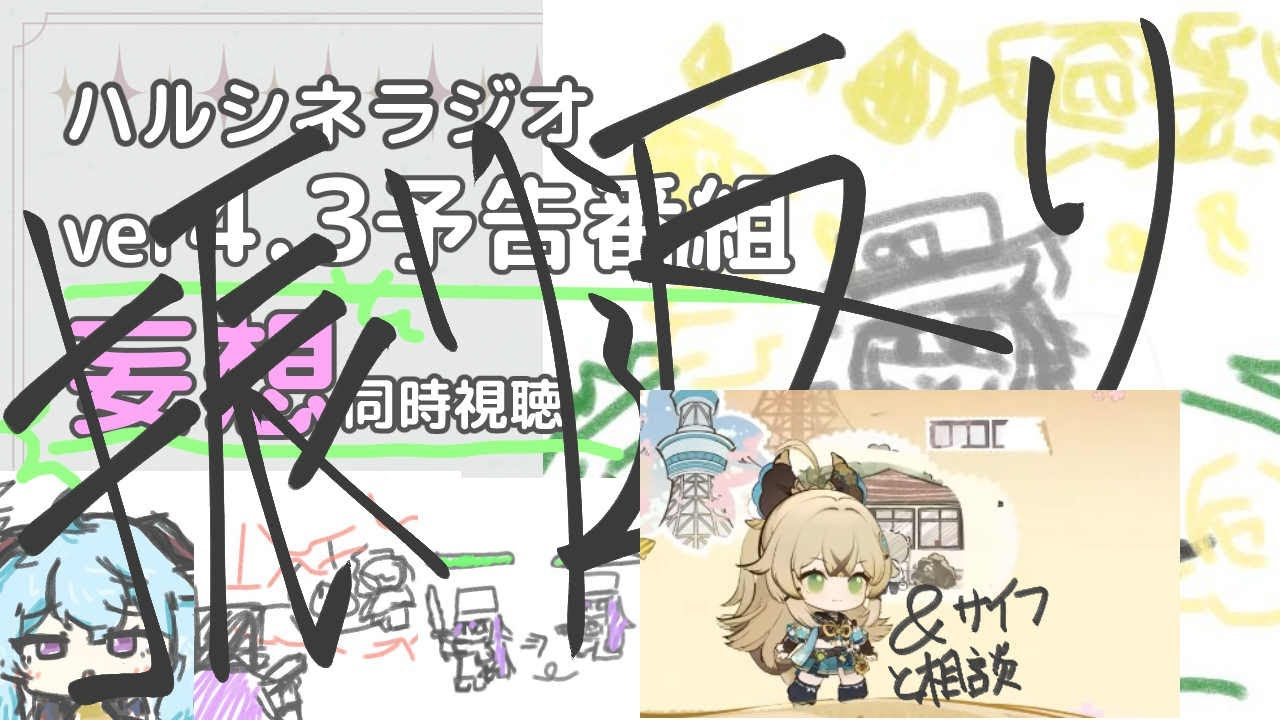 ハルシネラジオ
ver4.3予告番組
妄想同時視聴
振り返り
&サイフ
と相談